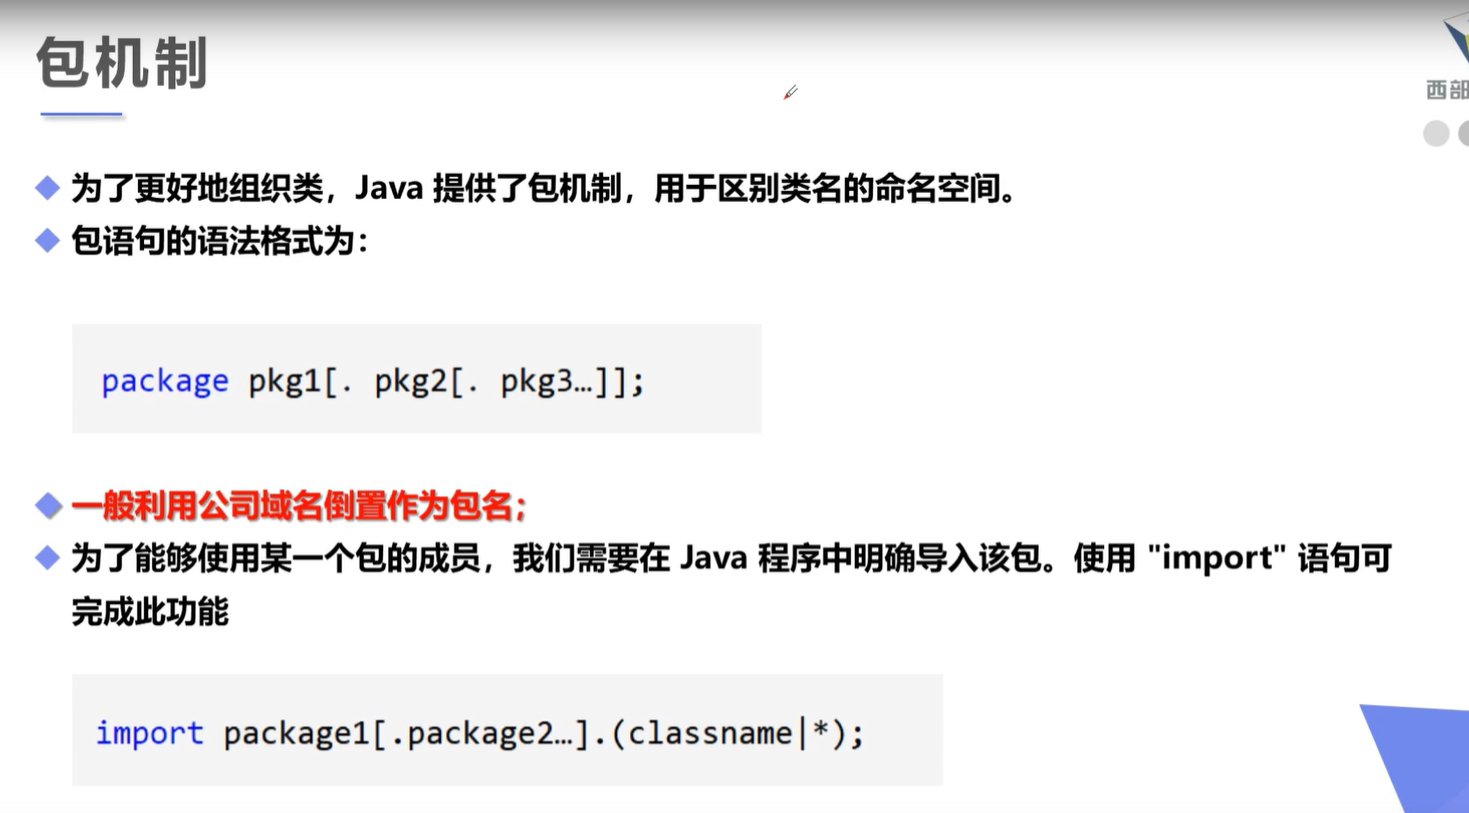 包机制
西部
为了更好地组织类，Java 提供了包机制，用于区别类名的命名空间。
包语句的语法格式为：
package pkg1[. pkg2[. pkg3…]];
一般利用公司域名倒置作为包名；
为了能够使用某一个包的成员，我们需要在 Java 程序中明确导入该包。使用 "import" 语句可
完成此功能
import package1[.package2…].(classname|*);